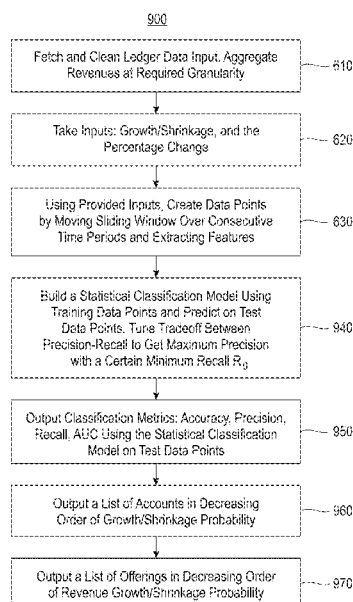 900
Fetch and Clean Ledger Data Input. Aggregate
Revenues at Required Granularity
610
Take Inputs: Growth/Shrinkage, and the
Percentage Change
620
Using Provided Inputs, Create Data Points
by Moving Sliding Window Over Consecutive
Time Periods and Extracting Features
630
Build a Statistical Classification Model Using
Training Data Points and Predict on Test
Data Points. Tune Tradeoff Between
Precision-Recall to Get Maximum Precision
with a Certain Minimum Recall R0
940
Output Classification Metrics: Accuracy, Precision,
Recall, AUC Using the Statistical Classification
Model on Test Data Points
950
Output a List of Accounts in Decreasing
Order of Growth/Shrinkage Probability
960
Output a List of Offerings in Decreasing Order
of Revenue Growth/Shrinkage Probability
970